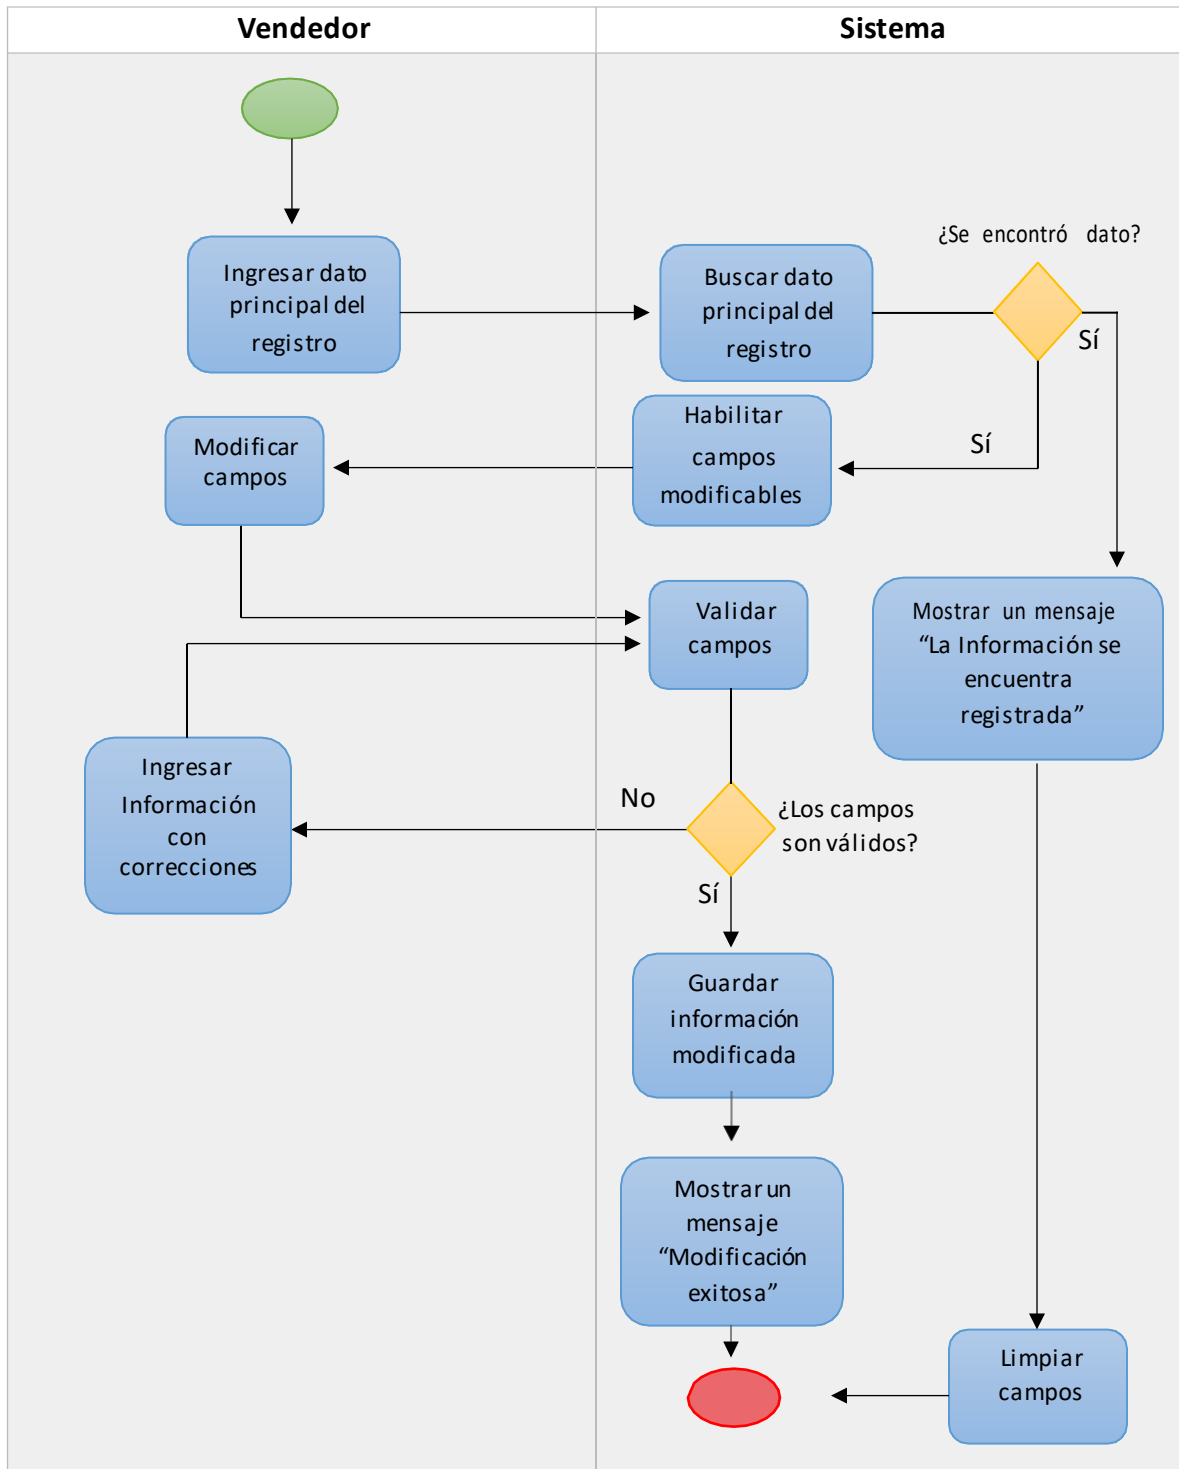 Vendedor
Sistema
¿Se encontró dato?
Ingresar dato
principal del
registro
Buscar dato
principal del
registro
Sí
Habilitar
campos
modificables
Sí
Modificar
campos
Validar
campos
Mostrar un mensaje
“La Información se
encuentra
registrada”
Ingresar
Información
con
correcciones
No
¿Los campos
son válidos?
Sí
Guardar
información
modificada
Mostrar un
mensaje
“Modificación
exitosa”
Limpiar
campos